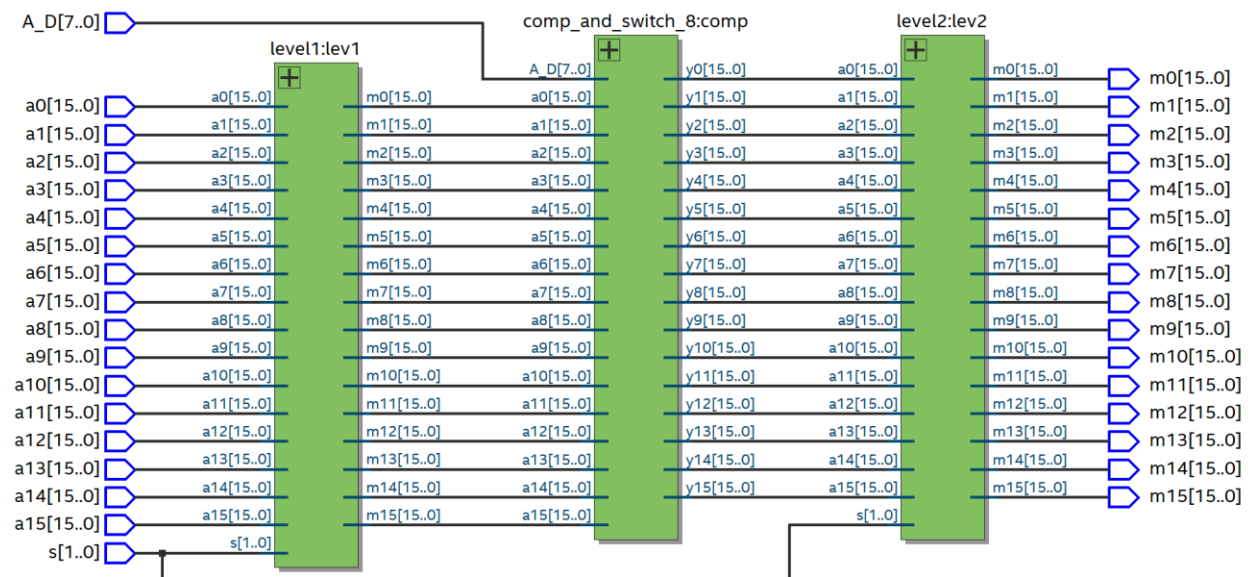 A_D[7..0] comp_and_switch_8:comp level2:lev2
level1:lev1
A_D[7..0] y0[15..0] a0[15..0] m0[15..0] m0[15..0]
a0[15..0] a0[15..0] m0[15..0] a0[15..0] y1[15..0] a1[15..0] m1[15..0] m1[15..0]
a1[15..0] a1[15..0] m1[15..0] a1[15..0] y2[15..0] a2[15..0] m2[15..0] m2[15..0]
a2[15..0] a2[15..0] m2[15..0] a2[15..0] y3[15..0] a3[15..0] m3[15..0] m3[15..0]
a3[15..0] a3[15..0] m3[15..0] a3[15..0] y4[15..0] a4[15..0] m4[15..0] m4[15..0]
a4[15..0] a4[15..0] m4[15..0] a4[15..0] y5[15..0] a5[15..0] m5[15..0] m5[15..0]
a5[15..0] a5[15..0] m5[15..0] a5[15..0] y6[15..0] a6[15..0] m6[15..0] m6[15..0]
a6[15..0] a6[15..0] m6[15..0] a6[15..0] y7[15..0] a7[15..0] m7[15..0] m7[15..0]
a7[15..0] a7[15..0] m7[15..0] a7[15..0] y8[15..0] a8[15..0] m8[15..0] m8[15..0]
a8[15..0] a8[15..0] m8[15..0] a8[15..0] y9[15..0] a9[15..0] m9[15..0] m9[15..0]
a9[15..0] a9[15..0] m9[15..0] a9[15..0] y10[15..0] a10[15..0] m10[15..0] m10[15..0]
a10[15..0] a10[15..0] m10[15..0] a10[15..0] y11[15..0] a11[15..0] m11[15..0] m11[15..0]
a11[15..0] a11[15..0] m11[15..0] a11[15..0] y12[15..0] a12[15..0] m12[15..0] m12[15..0]
a12[15..0] a12[15..0] m12[15..0] a12[15..0] y13[15..0] a13[15..0] m13[15..0] m13[15..0]
a13[15..0] a13[15..0] m13[15..0] a13[15..0] y14[15..0] a14[15..0] m14[15..0] m14[15..0]
a14[15..0] a14[15..0] m14[15..0] a14[15..0] y15[15..0] a15[15..0] m15[15..0] m15[15..0]
a15[15..0] a15[15..0] m15[15..0] a15[15..0] s[1..0]
s[1..0] s[1..0]